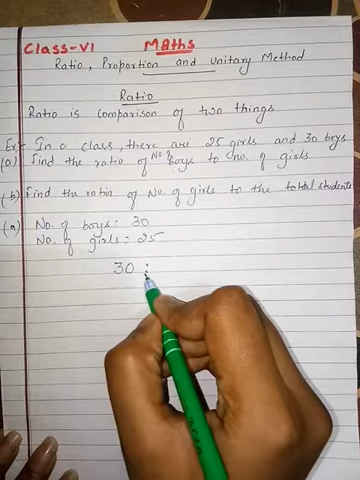 Class-VI Maths
Ratio, Proportion and Unitary Method
Ratio
Ratio is comparison of two things
Ex:- In a class, there are 25 girls and 30 boys
(a) Find the ratio of No. of boys to no. of girls
(b) Find the ratios of No. of girls to the total students
(a) No. of boys = 30
No. of girls = 25
30 :